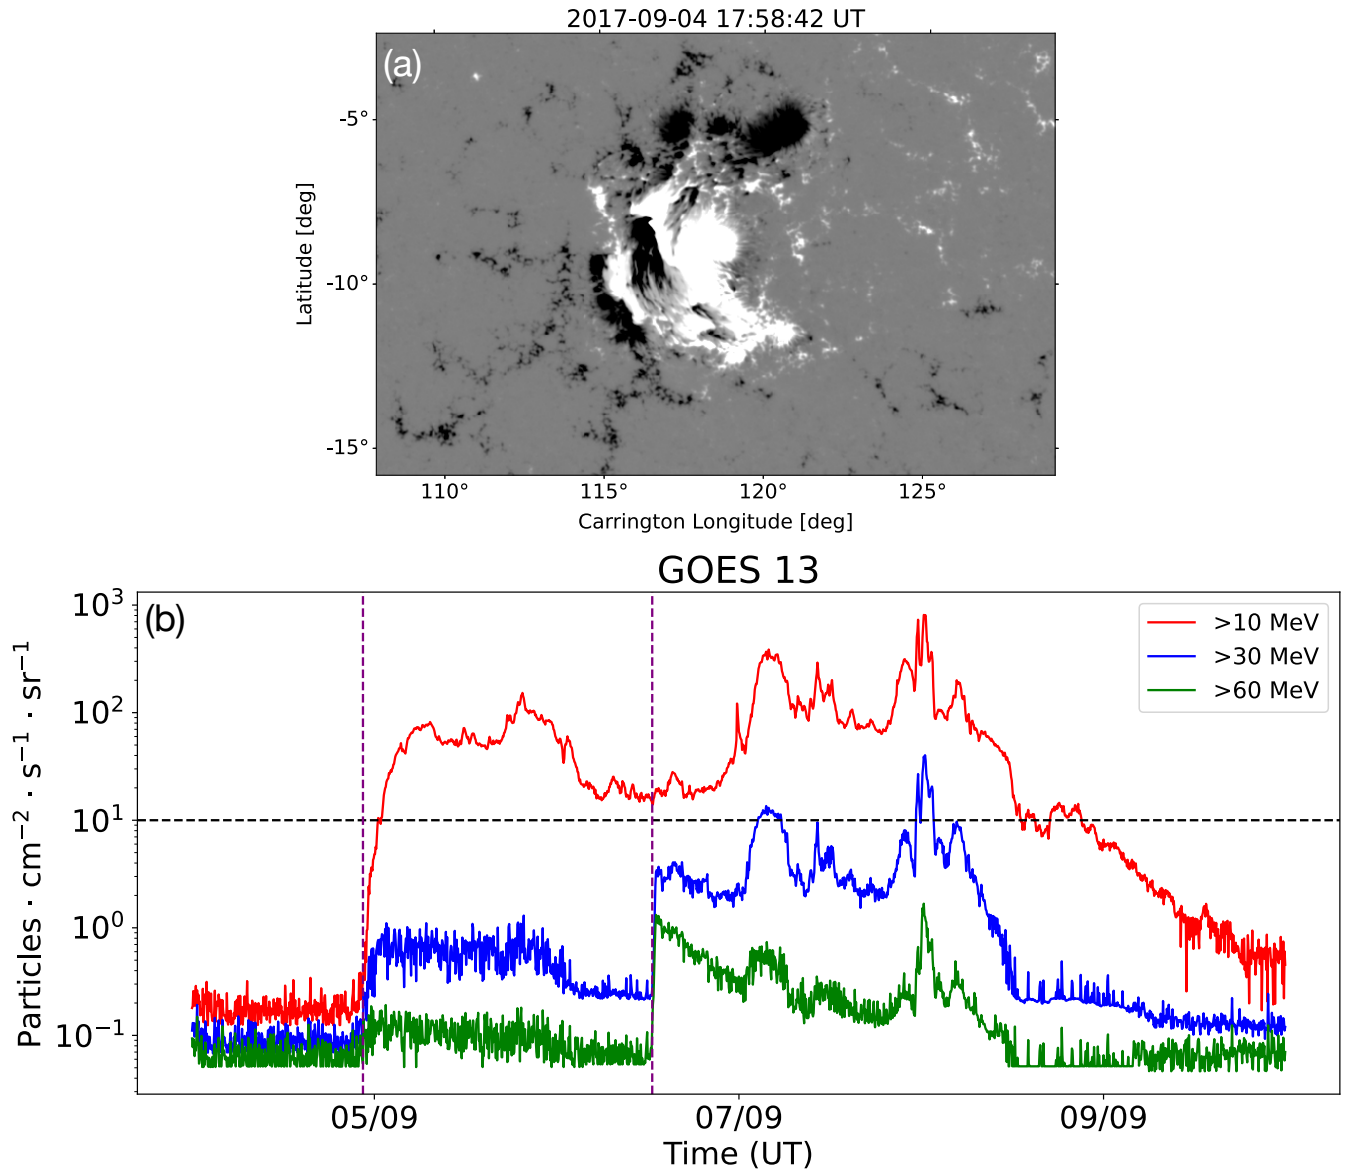 2017-09-04 17:58:42 UT
(a)
-5°
-10°
-15°
Latitude [deg]
110°
115°
120°
125°
Carrington Longitude [deg]
GOES 13
(b)
>10 MeV
>30 MeV
>60 MeV
10³
10²
10¹
10⁰
10⁻¹
Particles · cm⁻² · s⁻¹ · sr⁻¹
05/09
07/09
09/09
Time (UT)